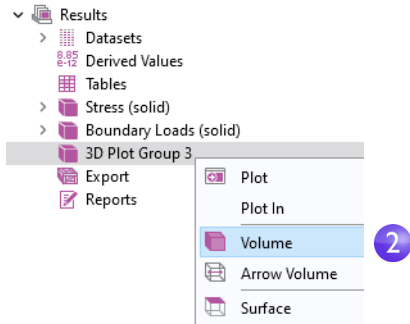 Results
Datasets
8.85
e-12 Derived Values
Tables
Stress (solid)
Boundary Loads (solid)
3D Plot Group 3
Export
Reports
Plot
Plot In
Volume
2
Arrow Volume
Surface